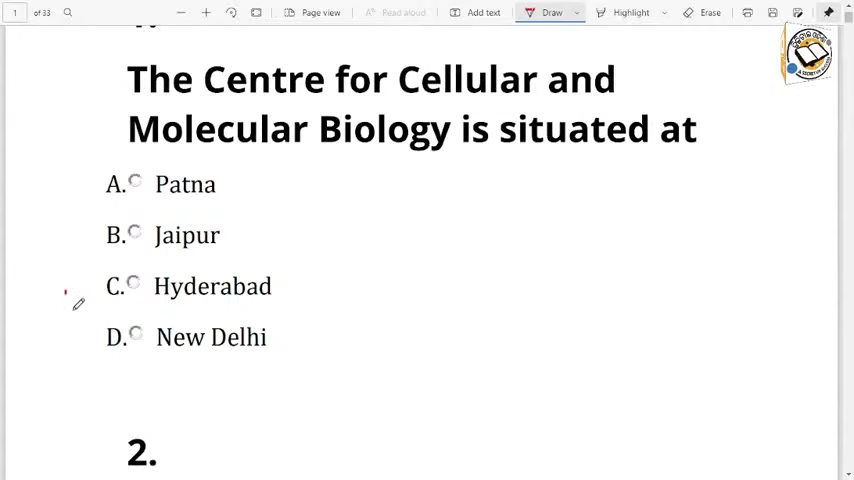 1 of 33 Page view Read aloud Add text Draw Highlight Erase
The Centre for Cellular and
Molecular Biology is situated at
A. Patna
B. Jaipur
C. Hyderabad
D. New Delhi
2.